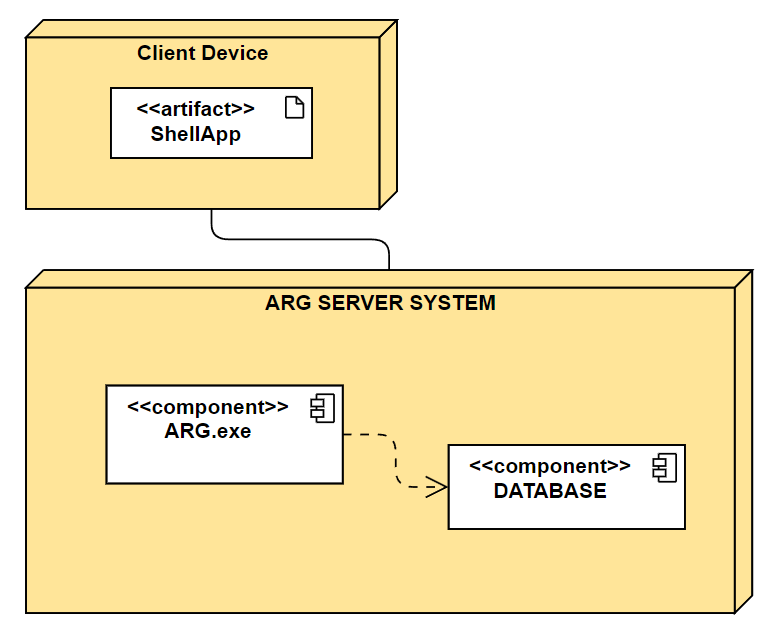 Client Device
<<artifact>>
ShellApp
ARG SERVER SYSTEM
<<component>>
ARG.exe
<<component>>
DATABASE